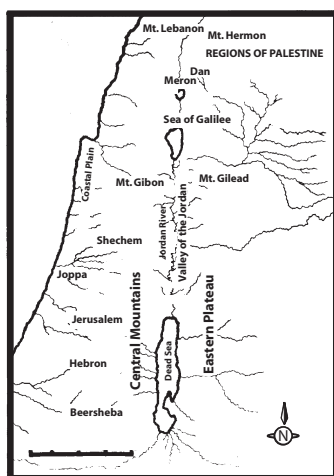 Mt. Lebanon
Mt. Hermon
REGIONS OF PALESTINE
Dan
Meron
Sea of Galilee
Coastal Plain
Mt. Gibon
Mt. Gilead
Jordan River
Valley of the Jordan
Shechem
Joppa
Jerusalem
Central Mountains
Dead Sea
Eastern Plateau
Hebron
Beersheba
N